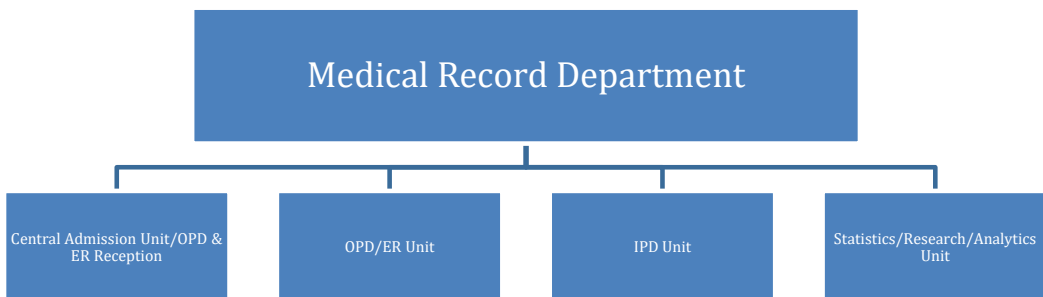 Medical Record Department
Central Admission Unit/OPD &
ER Reception
OPD/ER Unit
IPD Unit
Statistics/Research/Analytics
Unit